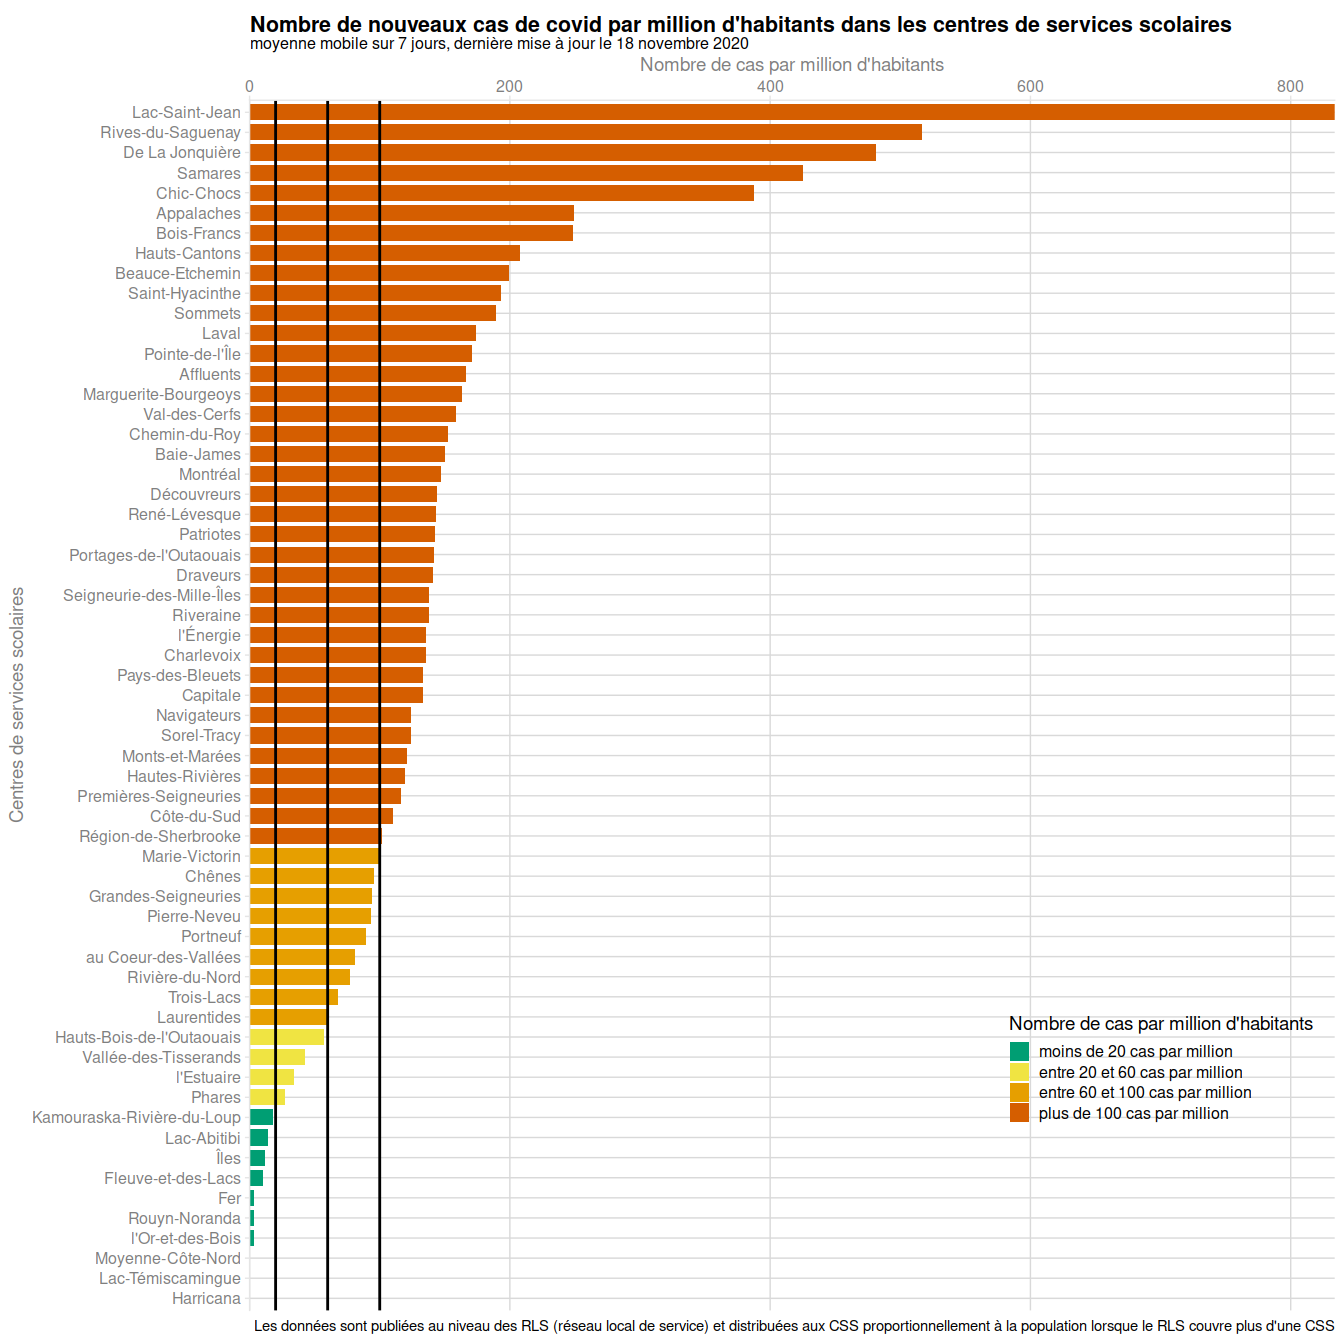 Nombre de nouveaux cas de covid par million d'habitants dans les centres de services scolaires
moyenne mobile sur 7 jours, dernière mise à jour le 18 novembre 2020
Nombre de cas par million d'habitants
0 200 400 600 800
Centres de services scolaires
Lac-Saint-Jean
Rives-du-Saguenay
De La Jonquière
Samares
Chic-Chocs
Appalaches
Bois-Francs
Hauts-Cantons
Beauce-Etchemin
Saint-Hyacinthe
Sommets
Laval
Pointe-de-l'Île
Affluents
Marguerite-Bourgeoys
Val-des-Cerfs
Chemin-du-Roy
Baie-James
Montréal
Découvreurs
René-Lévesque
Patriotes
Portages-de-l'Outaouais
Draveurs
Seigneurie-des-Mille-Îles
Riveraine
l'Énergie
Charlevoix
Pays-des-Bleuets
Capitale
Navigateurs
Sorel-Tracy
Monts-et-Marées
Hautes-Rivières
Premières-Seigneuries
Côte-du-Sud
Région-de-Sherbrooke
Marie-Victorin
Chênes
Grandes-Seigneuries
Pierre-Neveu
Portneuf
au Coeur-des-Vallées
Rivière-du-Nord
Trois-Lacs
Laurentides
Hauts-Bois-de-l'Outaouais
Vallée-des-Tisserands
l'Estuaire
Phares
Kamouraska-Rivière-du-Loup
Lac-Abitibi
Îles
Fleuve-et-des-Lacs
Fer
Rouyn-Noranda
l'Or-et-des-Bois
Moyenne-Côte-Nord
Lac-Témiscamingue
Harricana
Nombre de cas par million d'habitants
moins de 20 cas par million
entre 20 et 60 cas par million
entre 60 et 100 cas par million
plus de 100 cas par million
Les données sont publiées au niveau des RLS (réseau local de service) et distribuées aux CSS proportionnellement à la population lorsque le RLS couvre plus d'une CSS